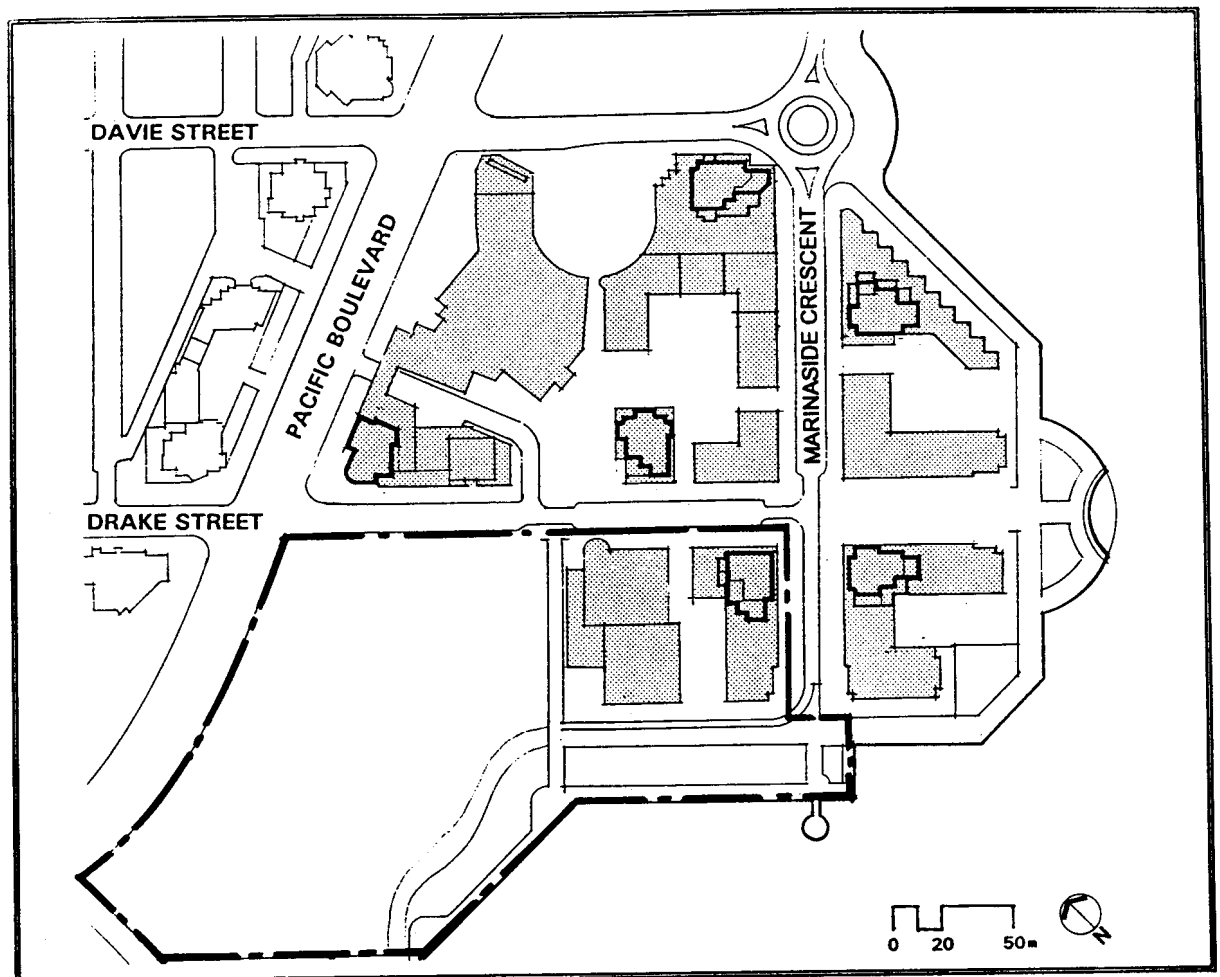 DAVIE STREET
PACIFIC BOULEVARD
MARINASIDE CRESCENT
DRAKE STREET
0 20 50m
N